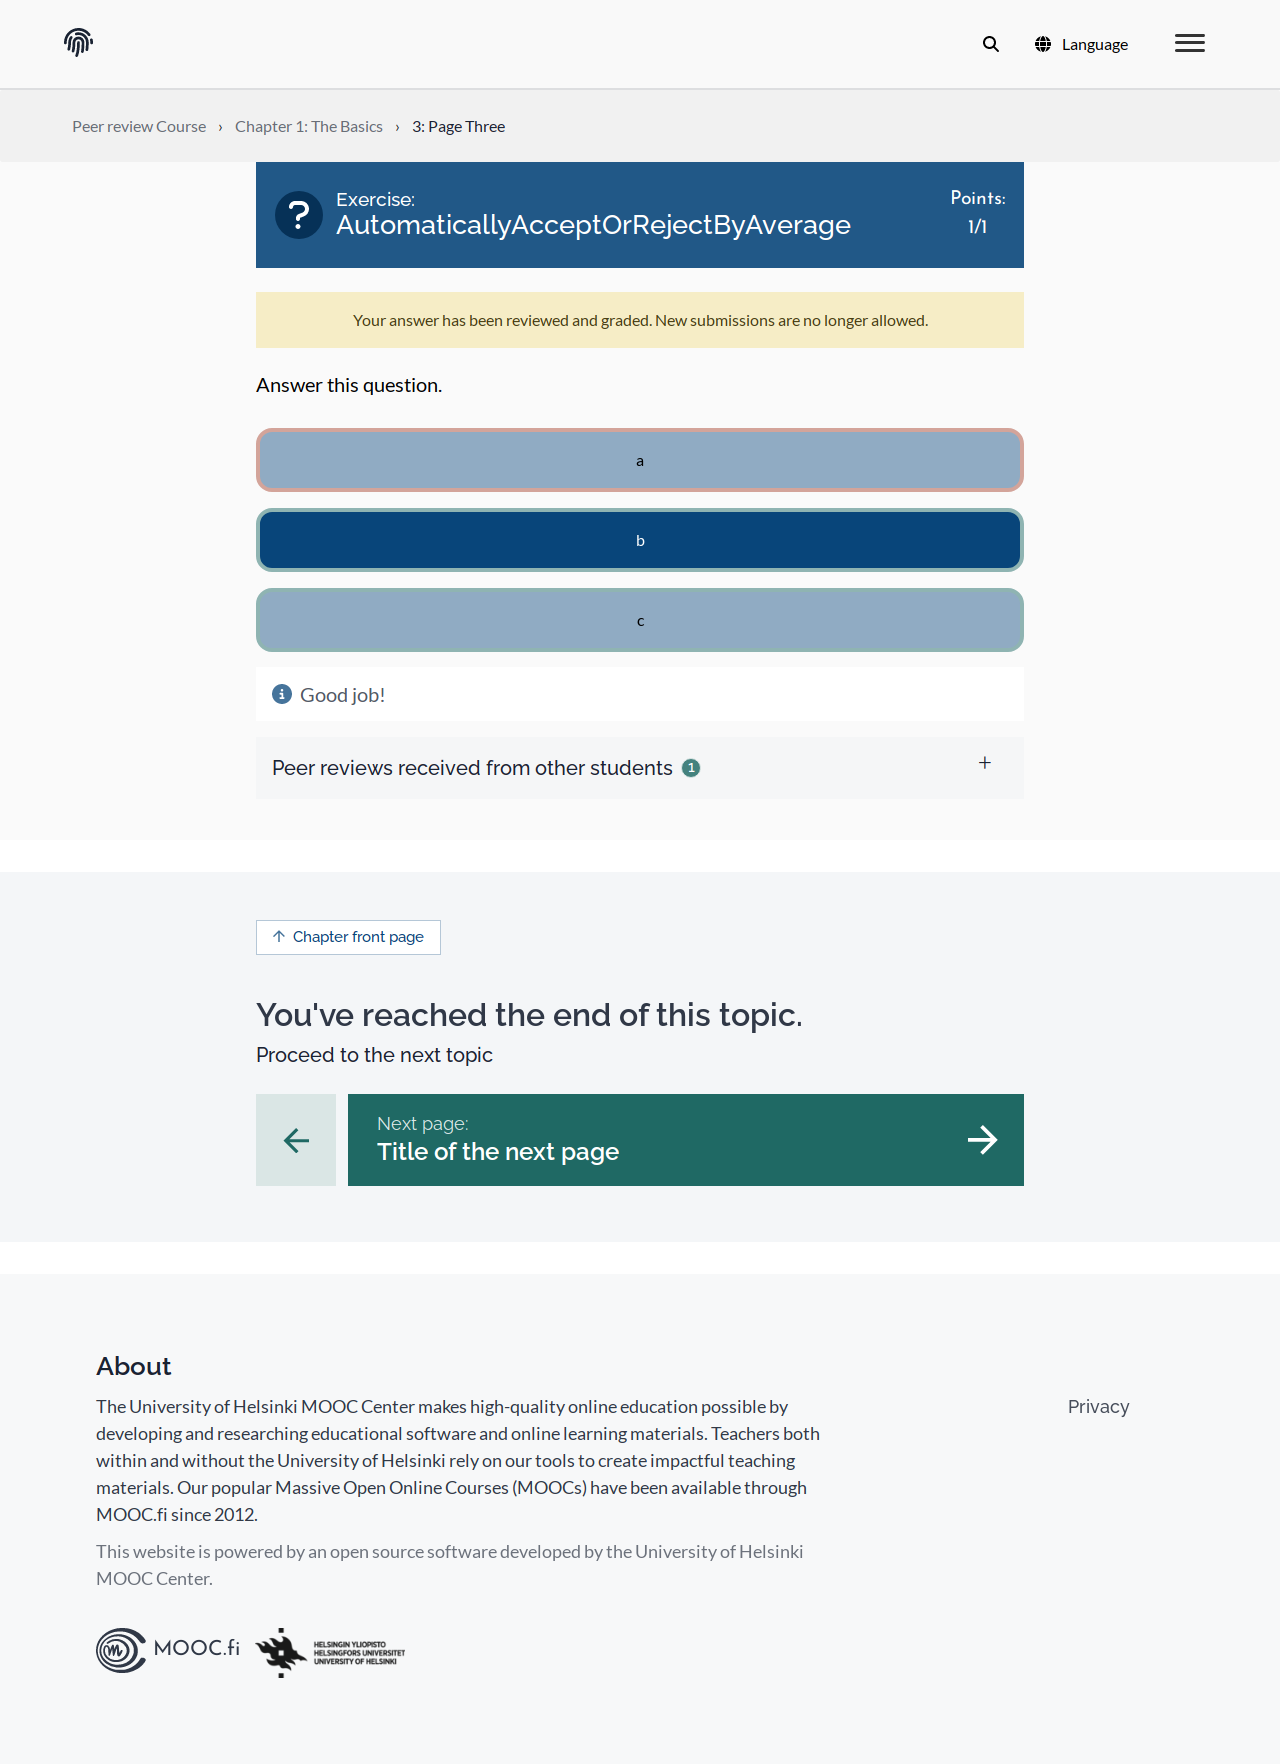 Language
Peer review Course › Chapter 1: The Basics › 3: Page Three
Exercise:
AutomaticallyAcceptOrRejectByAverage
Points:
1/1
Your answer has been reviewed and graded. New submissions are no longer allowed.
Answer this question.
a
b
c
Good job!
Peer reviews received from other students 1 +
Chapter front page
You've reached the end of this topic.
Proceed to the next topic
Next page:
Title of the next page
About
The University of Helsinki MOOC Center makes high-quality online education possible by
developing and researching educational software and online learning materials. Teachers both
within and without the University of Helsinki rely on our tools to create impactful teaching
materials. Our popular Massive Open Online Courses (MOOCs) have been available through
MOOC.fi since 2012.
Privacy
This website is powered by an open source software developed by the University of Helsinki
MOOC Center.
MOOC.fi
HELSINGIN YLIOPISTO
HELSINGFORS UNIVERSITET
UNIVERSITY OF HELSINKI